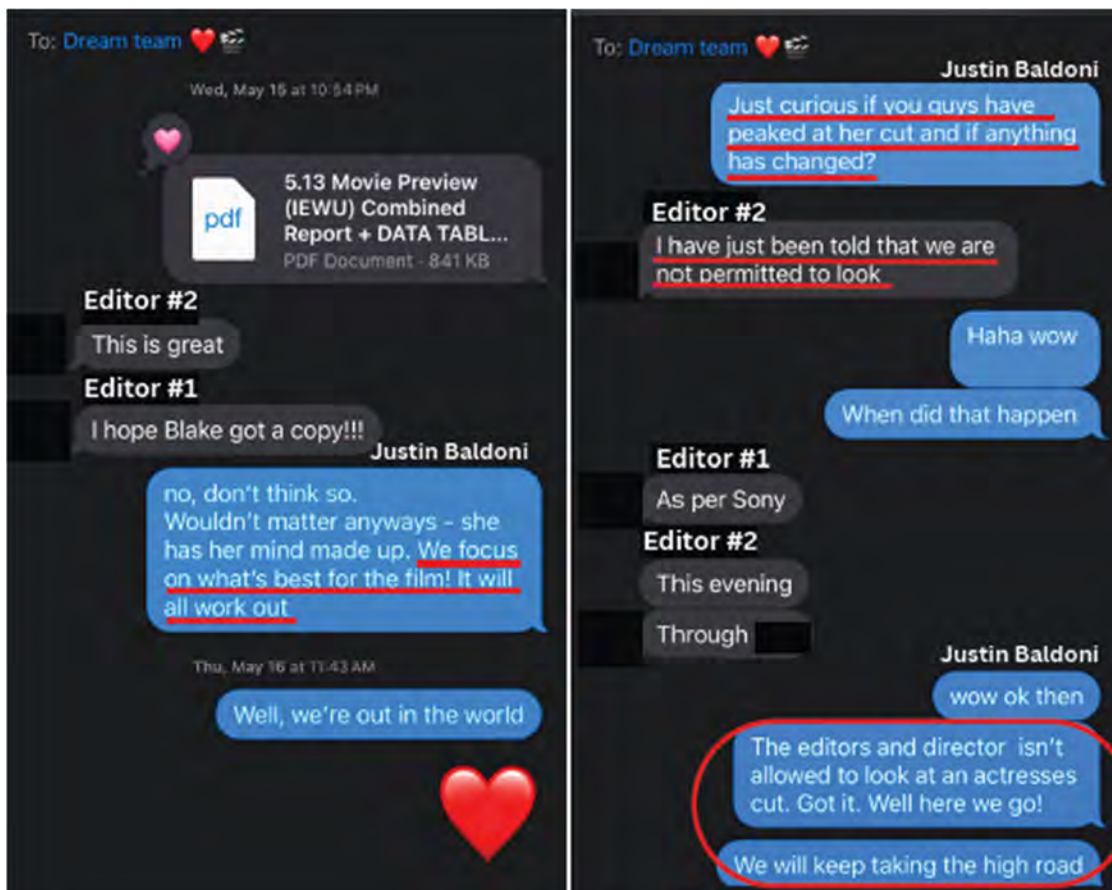 To: Dream team ❤️🎬
Wed, May 15 at 10:54 PM
5.13 Movie Preview
(IEWU) Combined
Report + DATA TABL...
PDF Document - 841 KB
pdf
Editor #2
This is great
Editor #1
I hope Blake got a copy!!!
Justin Baldoni
no, don't think so.
Wouldn't matter anyways – she
has her mind made up. We focus
on what's best for the film! It will
all work out
Thu, May 16 at 11:43 AM
Well, we're out in the world
To: Dream team ❤️🎬
Justin Baldoni
Just curious if you guys have
peaked at her cut and if anything
has changed?
Editor #2
I have just been told that we are
not permitted to look
Haha wow
When did that happen
Editor #1
As per Sony
Editor #2
This evening
Through
Justin Baldoni
wow ok then
The editors and director isn't
allowed to look at an actresses
cut. Got it. Well here we go!
We will keep taking the high road